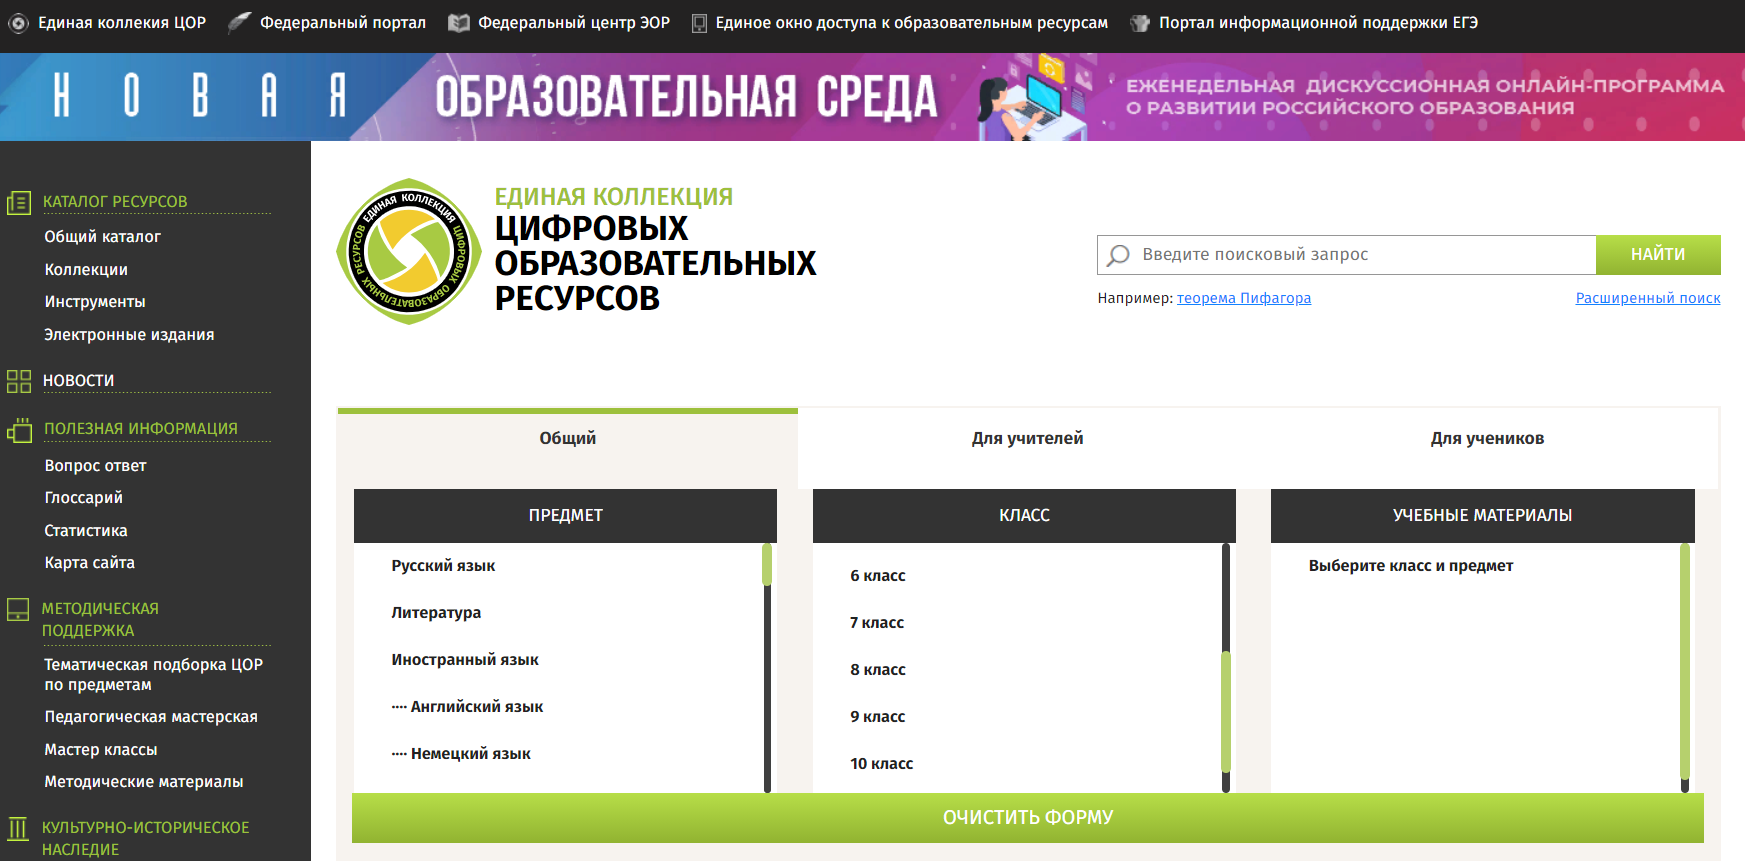 Единая коллекия ЦОР
Федеральный портал
Федеральный центр ЭОР
Единое окно доступа к образовательным ресурсам
Портал информационной поддержки ЕГЭ
НОВАЯ ОБРАЗОВАТЕЛЬНАЯ СРЕДА
ЕЖЕНЕДЕЛЬНАЯ ДИСКУССИОННАЯ ОНЛАЙН-ПРОГРАММА
О РАЗВИТИИ РОССИЙСКОГО ОБРАЗОВАНИЯ
КАТАЛОГ РЕСУРСОВ
Общий каталог
Коллекции
Инструменты
Электронные издания
НОВОСТИ
ПОЛЕЗНАЯ ИНФОРМАЦИЯ
Вопрос ответ
Глоссарий
Статистика
Карта сайта
МЕТОДИЧЕСКАЯ
ПОДДЕРЖКА
Тематическая подборка ЦОР
по предметам
Педагогическая мастерская
Мастер классы
Методические материалы
КУЛЬТУРНО-ИСТОРИЧЕСКОЕ
НАСЛЕДИЕ
ЕДИНАЯ КОЛЛЕКЦИЯ ЦИФРОВЫХ ОБРАЗОВАТЕЛЬНЫХ РЕСУРСОВ
ЕДИНАЯ КОЛЛЕКЦИЯ
ЦИФРОВЫХ
ОБРАЗОВАТЕЛЬНЫХ
РЕСУРСОВ
Введите поисковый запрос
НАЙТИ
Например: теорема Пифагора
Расширенный поиск
Общий
Для учителей
Для учеников
ПРЕДМЕТ
Русский язык
Литература
Иностранный язык
···· Английский язык
···· Немецкий язык
КЛАСС
6 класс
7 класс
8 класс
9 класс
10 класс
УЧЕБНЫЕ МАТЕРИАЛЫ
Выберите класс и предмет
ОЧИСТИТЬ ФОРМУ